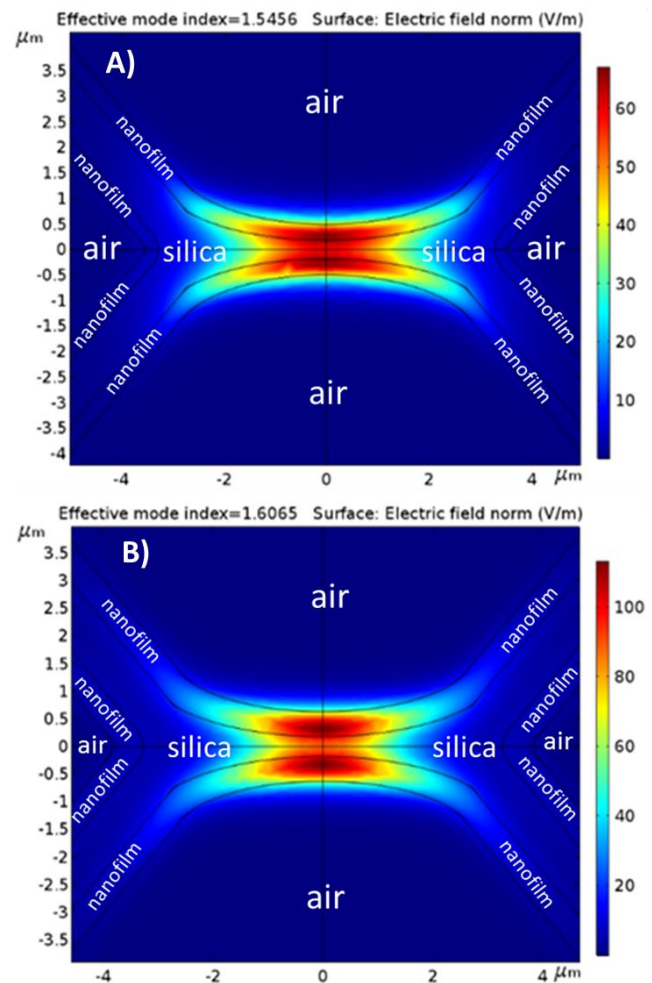 Effective mode index=1.5456 Surface: Electric field norm (V/m)
μm
A)
air
3.5
3
2.5
2
1.5
1
0.5
0
-0.5
-1
-1.5
-2
-2.5
-3
-3.5
-4
nanofilm
nanofilm
nanofilm
nanofilm
air
silica
silica
air
nanofilm
nanofilm
nanofilm
nanofilm
air
-4
-2
0
2
4
μm
60
50
40
30
20
10
Effective mode index=1.6065 Surface: Electric field norm (V/m)
μm
B)
air
3.5
3
2.5
2
1.5
1
0.5
0
-0.5
-1
-1.5
-2
-2.5
-3
-3.5
nanofilm
nanofilm
nanofilm
nanofilm
air
silica
silica
air
nanofilm
nanofilm
nanofilm
nanofilm
air
-4
-2
0
2
4
μm
100
80
60
40
20